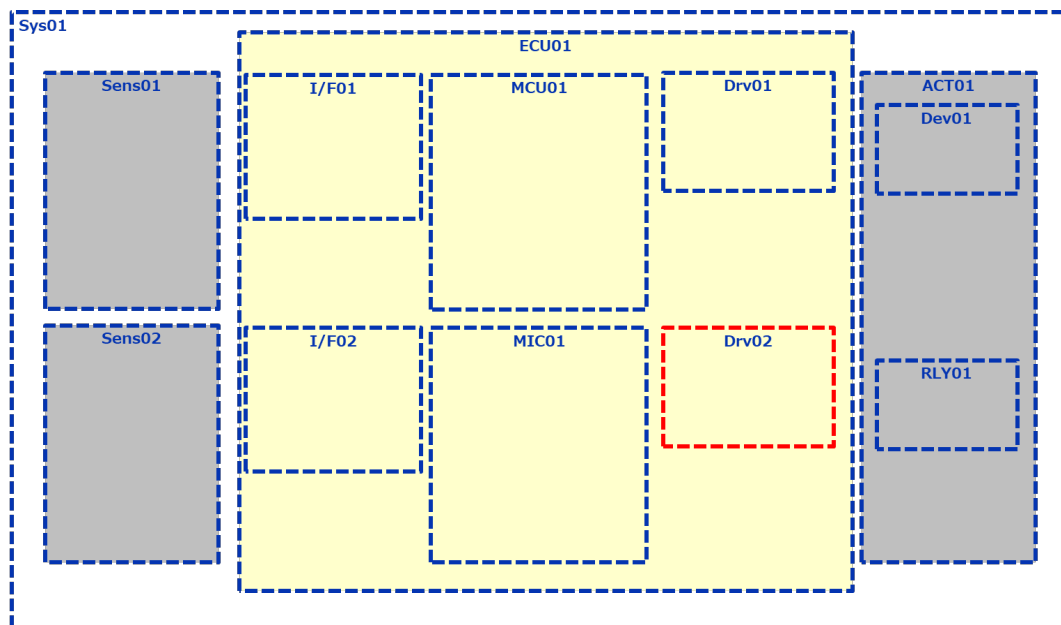 Sys01
ECU01
Sens01
I/F01
MCU01
Drv01
ACT01
Dev01
Sens02
I/F02
MIC01
Drv02
RLY01